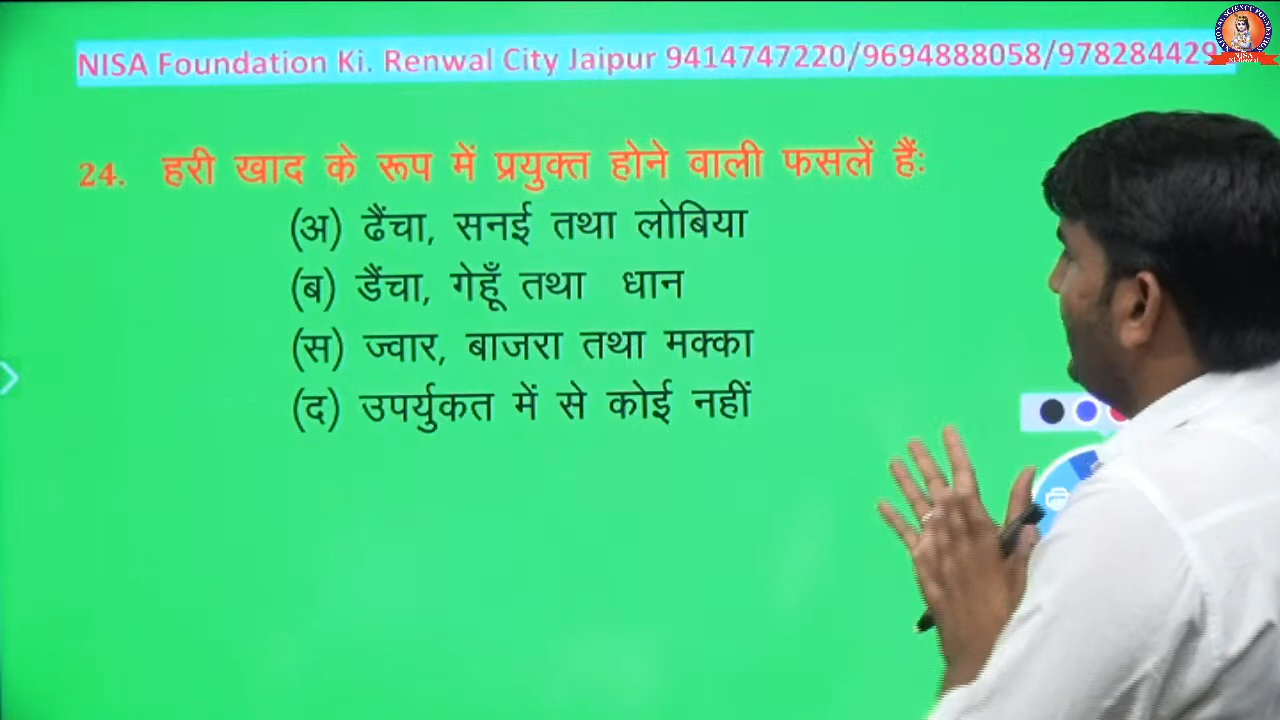 NISA Foundation Ki. Renwal City Jaipur 9414747220/9694888058/978284429
24. हरी खाद के रूप में प्रयुक्त होने वाली फसलें हैं:
(अ) ढैंचा, सनई तथा लोबिया
(ब) डैंचा, गेहूँ तथा धान
(स) ज्वार, बाजरा तथा मक्का
(द) उपर्युकत में से कोई नहीं